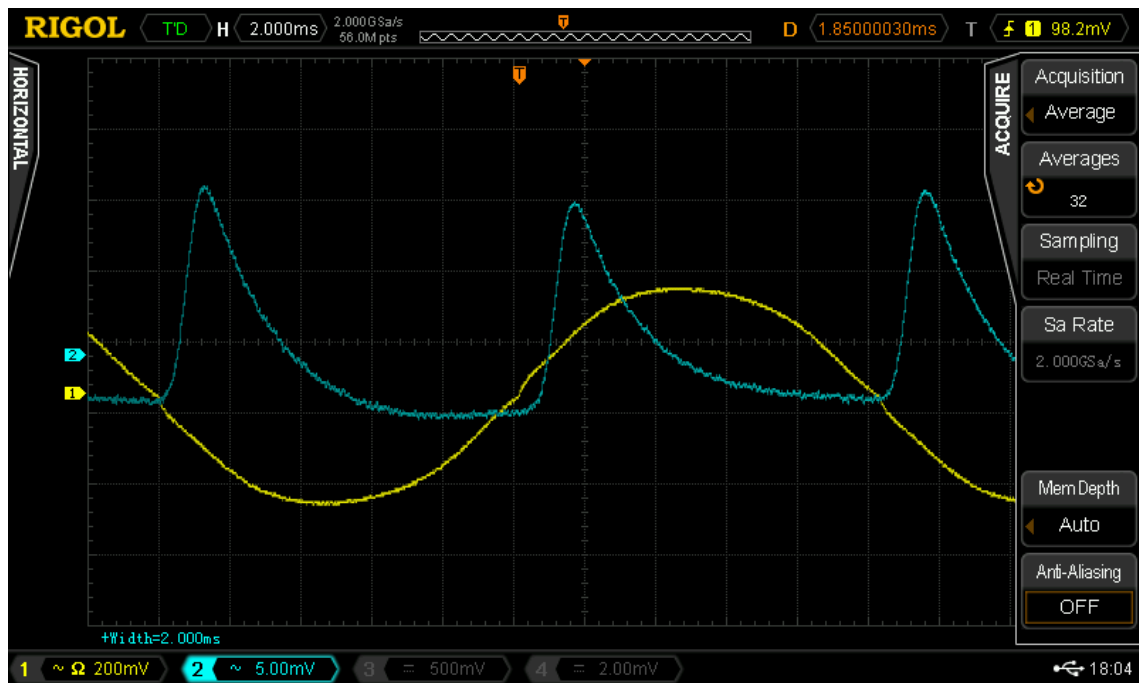 RIGOL T'D H 2.000ms 2.000GSa/s 56.0M pts D 1.85000030ms T 1 98.2mV
HORIZONTAL
T
ACQUIRE
Acquisition
Average
Averages
32
Sampling
Real Time
Sa Rate
2.000GSa/s
Mem Depth
Auto
Anti-Aliasing
OFF
2
1
+Width=2.000ms
1 ~ Ω 200mV 2 ~ 5.00mV 3 = 500mV 4 = 2.00mV 18:04